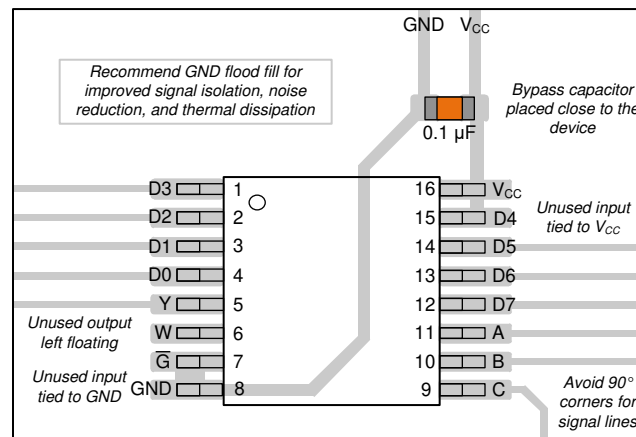 GND VCC
Recommend GND flood fill for
improved signal isolation, noise
reduction, and thermal dissipation
Bypass capacitor
placed close to the
device
0.1 µF
D3 1 16 VCC
D2 2 15 D4
Unused input
tied to VCC
D1 3 14 D5
D0 4 13 D6
Y 5 12 D7
Unused output
left floating
W 6 11 A
G̅ 7 10 B
Unused input
tied to GND
GND 8 9 C
Avoid 90°
corners for
signal lines